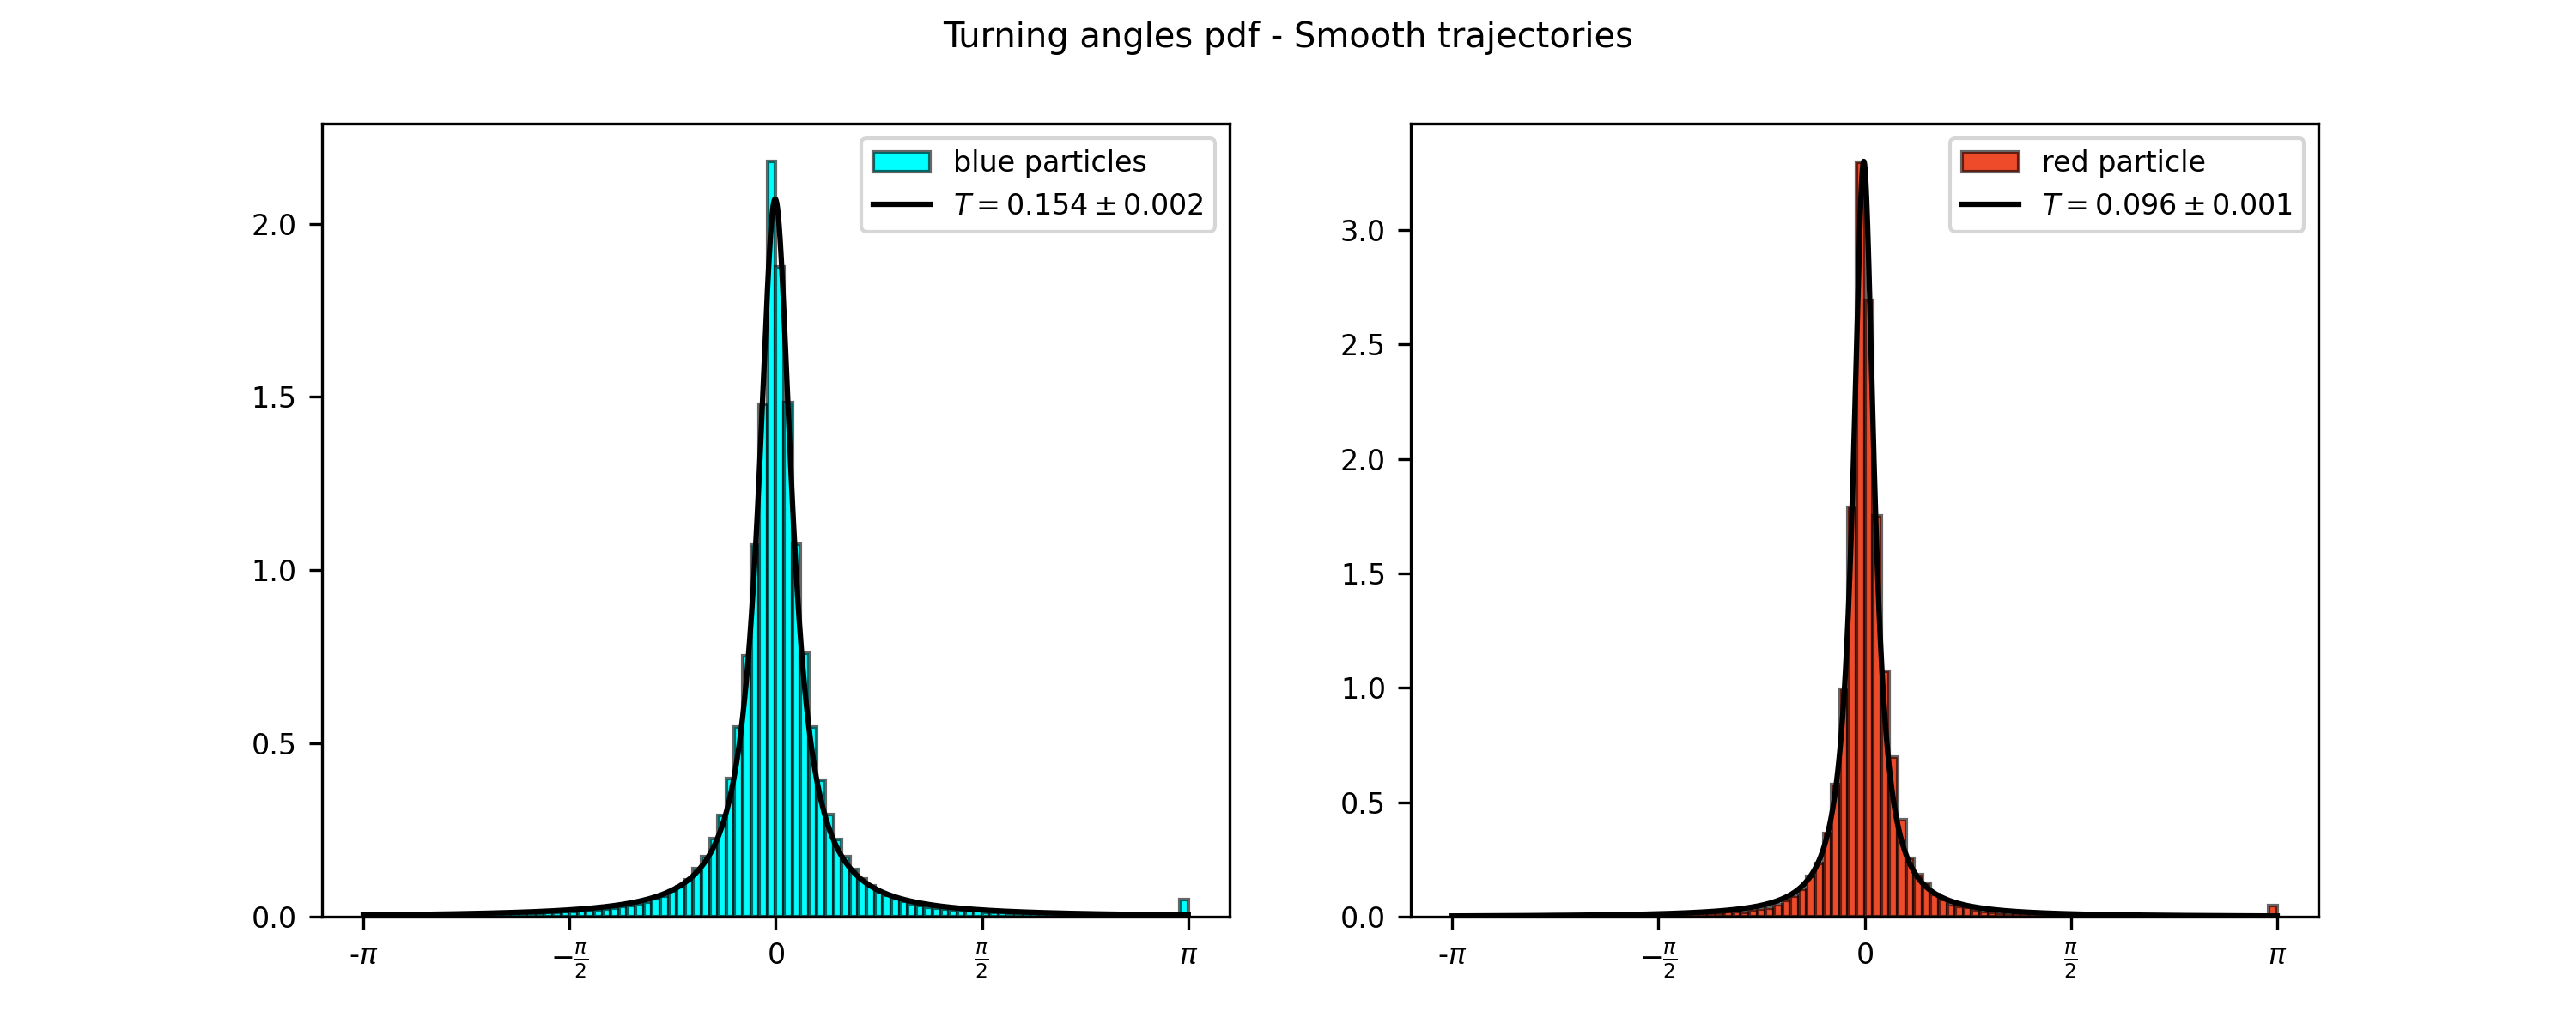 Turning angles pdf - Smooth trajectories
blue particles
T = 0.154 ± 0.002
2.0
1.5
1.0
0.5
0.0
-π
−π/2
0
π/2
π
red particle
T = 0.096 ± 0.001
3.0
2.5
2.0
1.5
1.0
0.5
0.0
-π
−π/2
0
π/2
π